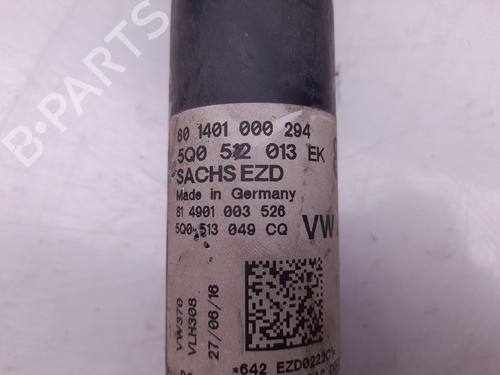 80 1401 000 294
5Q0 512 013 EK
SACHS EZD
Made in Germany
81 4901 003 526
5Q0 513 049 CQ
VW
VW370
VLH308
27/06/16
*642 EZD0222C1
B-PARTS